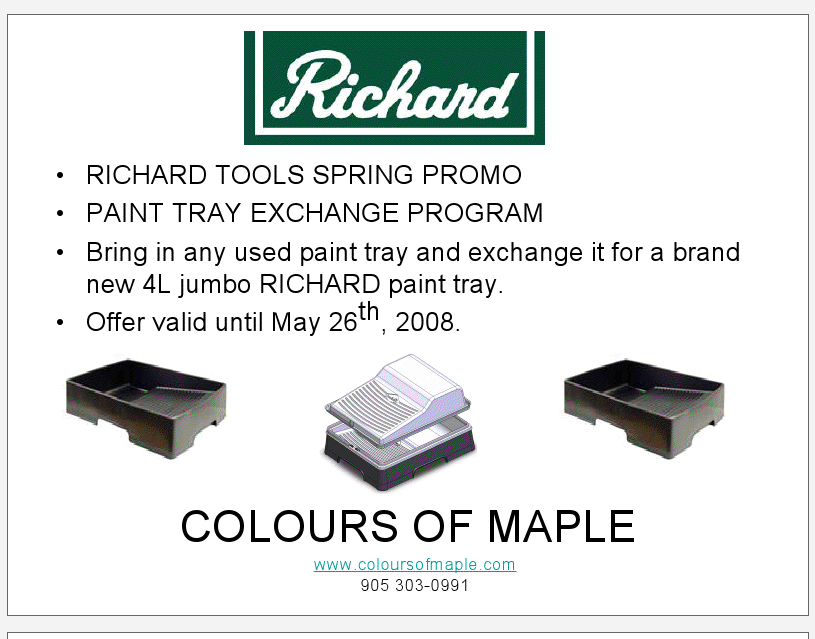 Richard
• RICHARD TOOLS SPRING PROMO
• PAINT TRAY EXCHANGE PROGRAM
• Bring in any used paint tray and exchange it for a brand
new 4L jumbo RICHARD paint tray.
• Offer valid until May 26th, 2008.
COLOURS OF MAPLE
www.coloursofmaple.com
905 303-0991